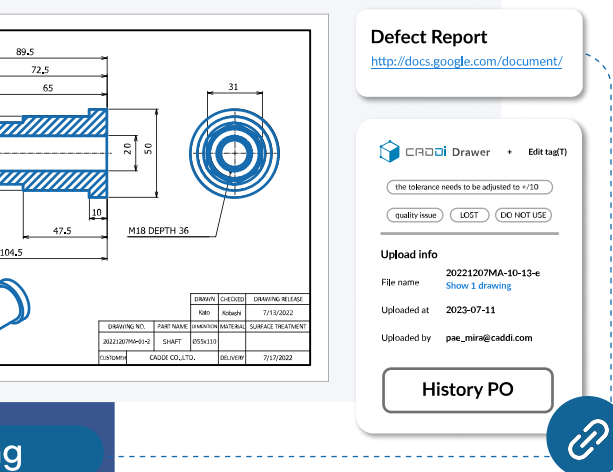 Defect Report
http://docs.google.com/document/
89.5
72.5
65
31
20
50
10
47.5
104.5
M18 DEPTH 36
DRAWN CHECKED DRAWING RELEASE
Kato Kobashi 7/13/2022
DRAWING NO. PART NAME DIMENTION MATERIAL SURFACE TREATMENT
20221207MA-01-2 SHAFT Ø55x110
CUSTOMER CADDI CO.,LTD. DELIVERY 7/17/2022
CADDi Drawer + Edit tag(T)
the tolerance needs to be adjusted to +/10
quality issue LOST DO NOT USE
Upload info
File name 20221207MA-10-13-e
Show 1 drawing
Uploaded at 2023-07-11
Uploaded by pae_mira@caddi.com
History PO
ng